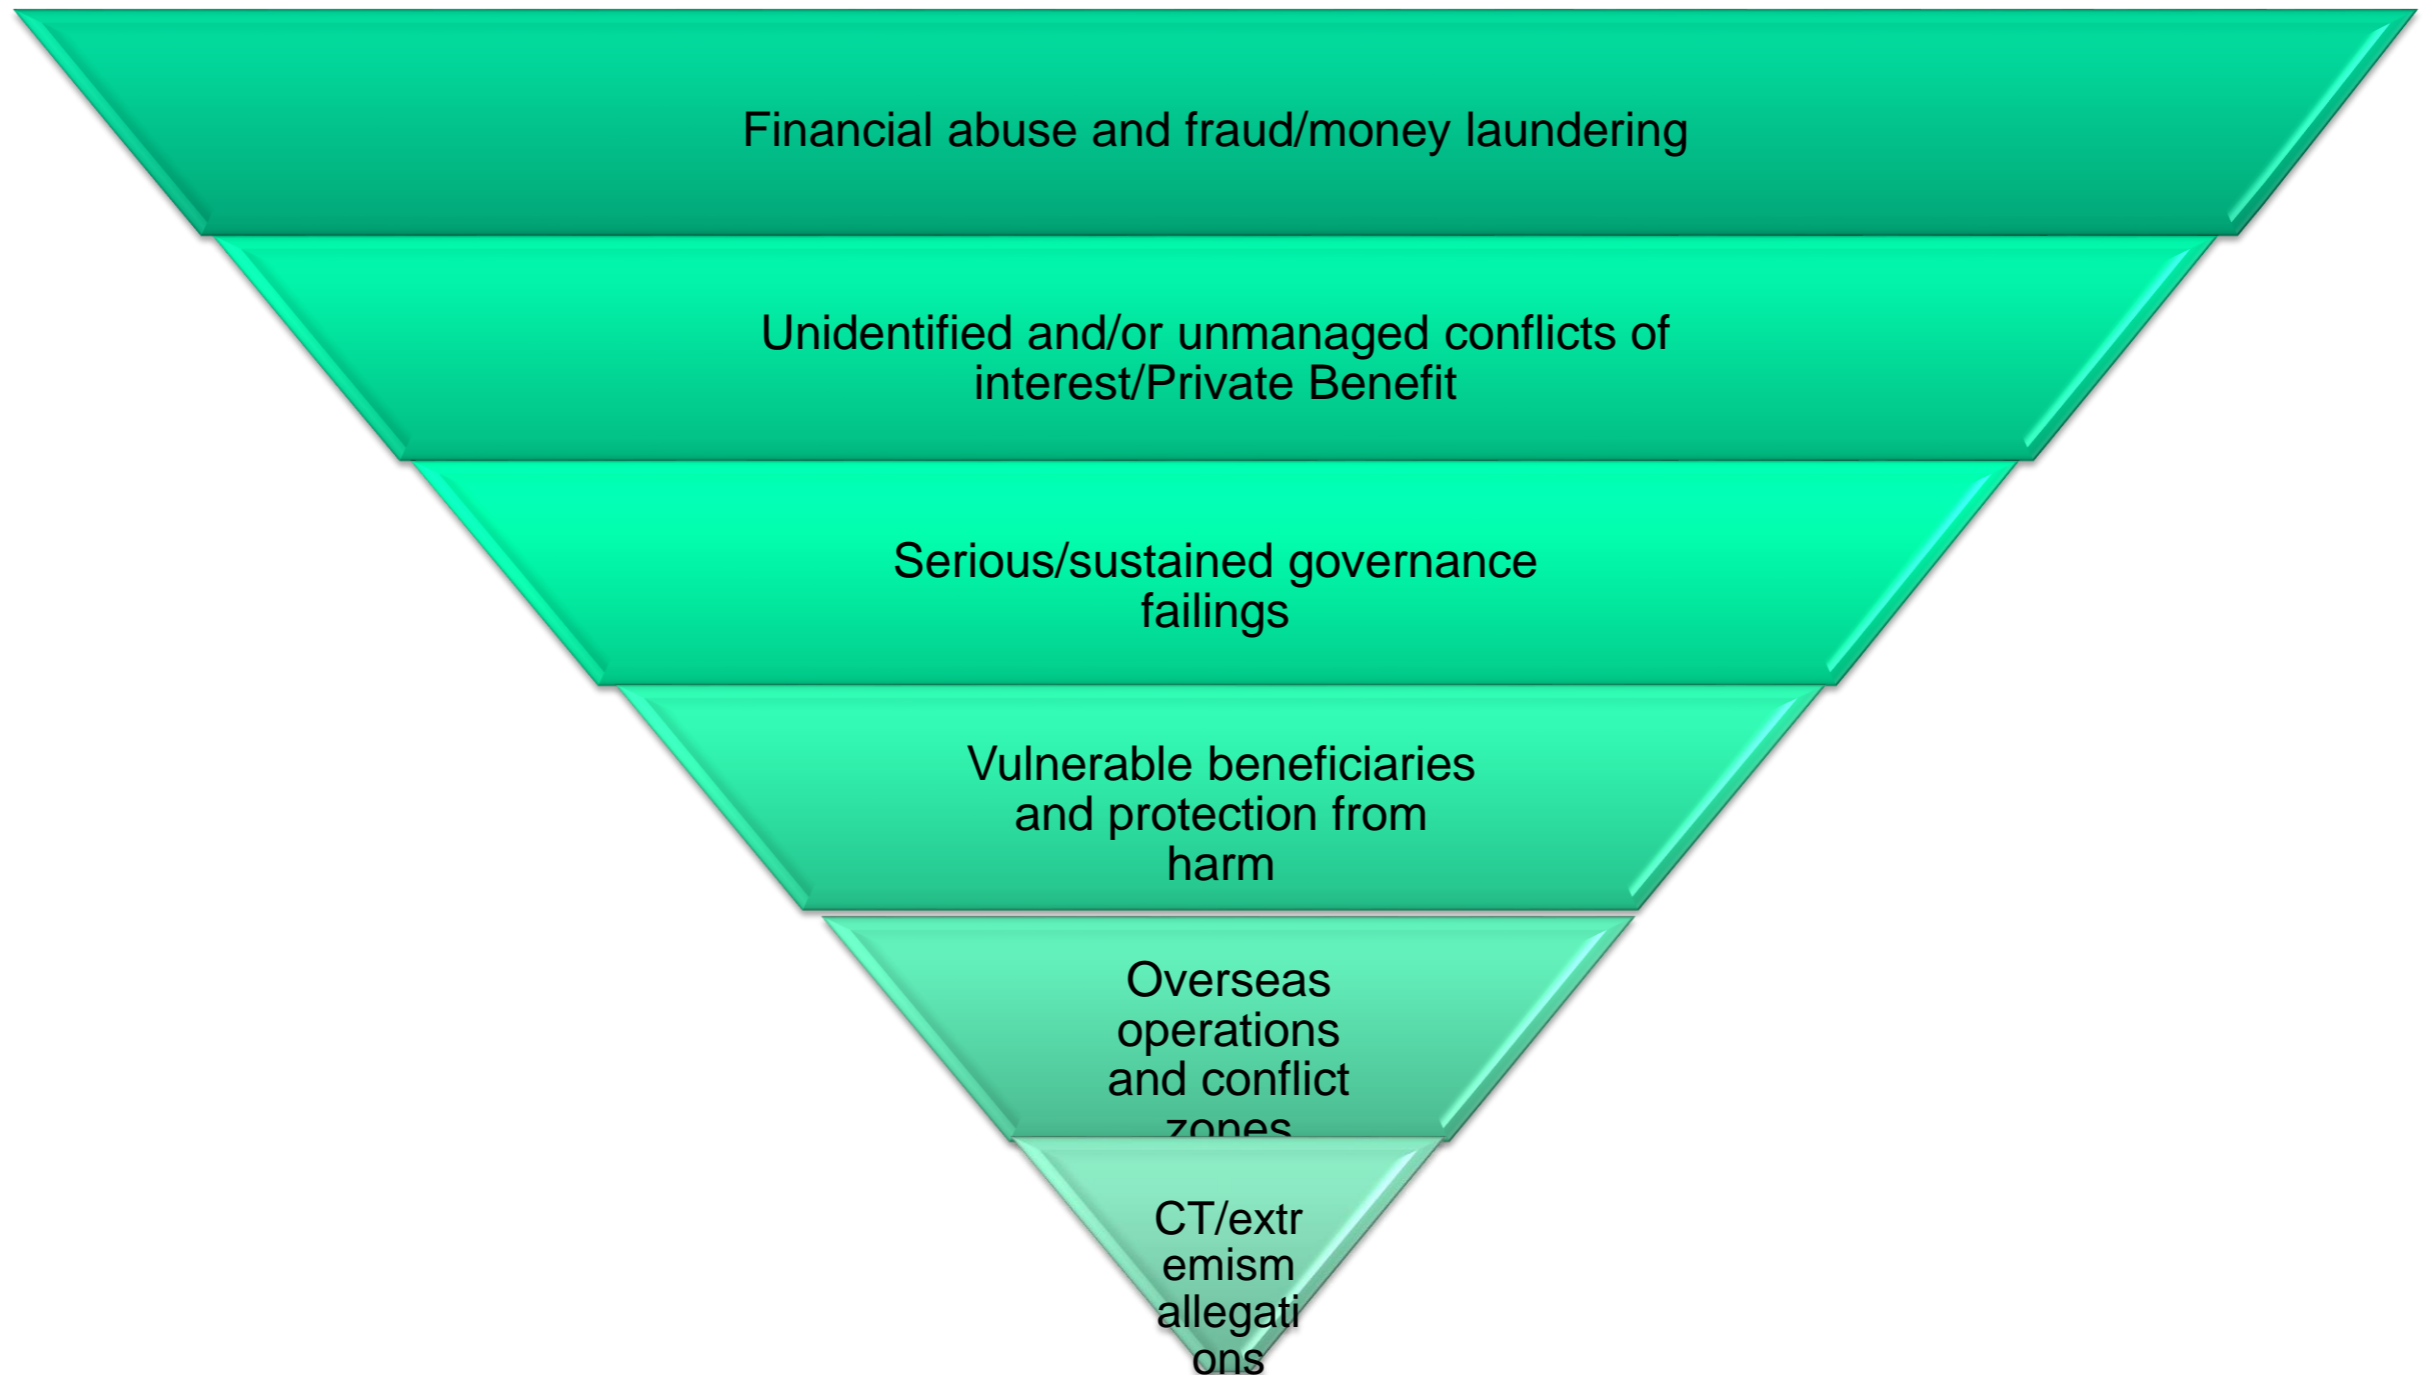 Financial abuse and fraud/money laundering
Unidentified and/or unmanaged conflicts of
interest/Private Benefit
Serious/sustained governance
failings
Vulnerable beneficiaries
and protection from
harm
Overseas
operations
and conflict
zones
CT/extr
emism
allegati
ons